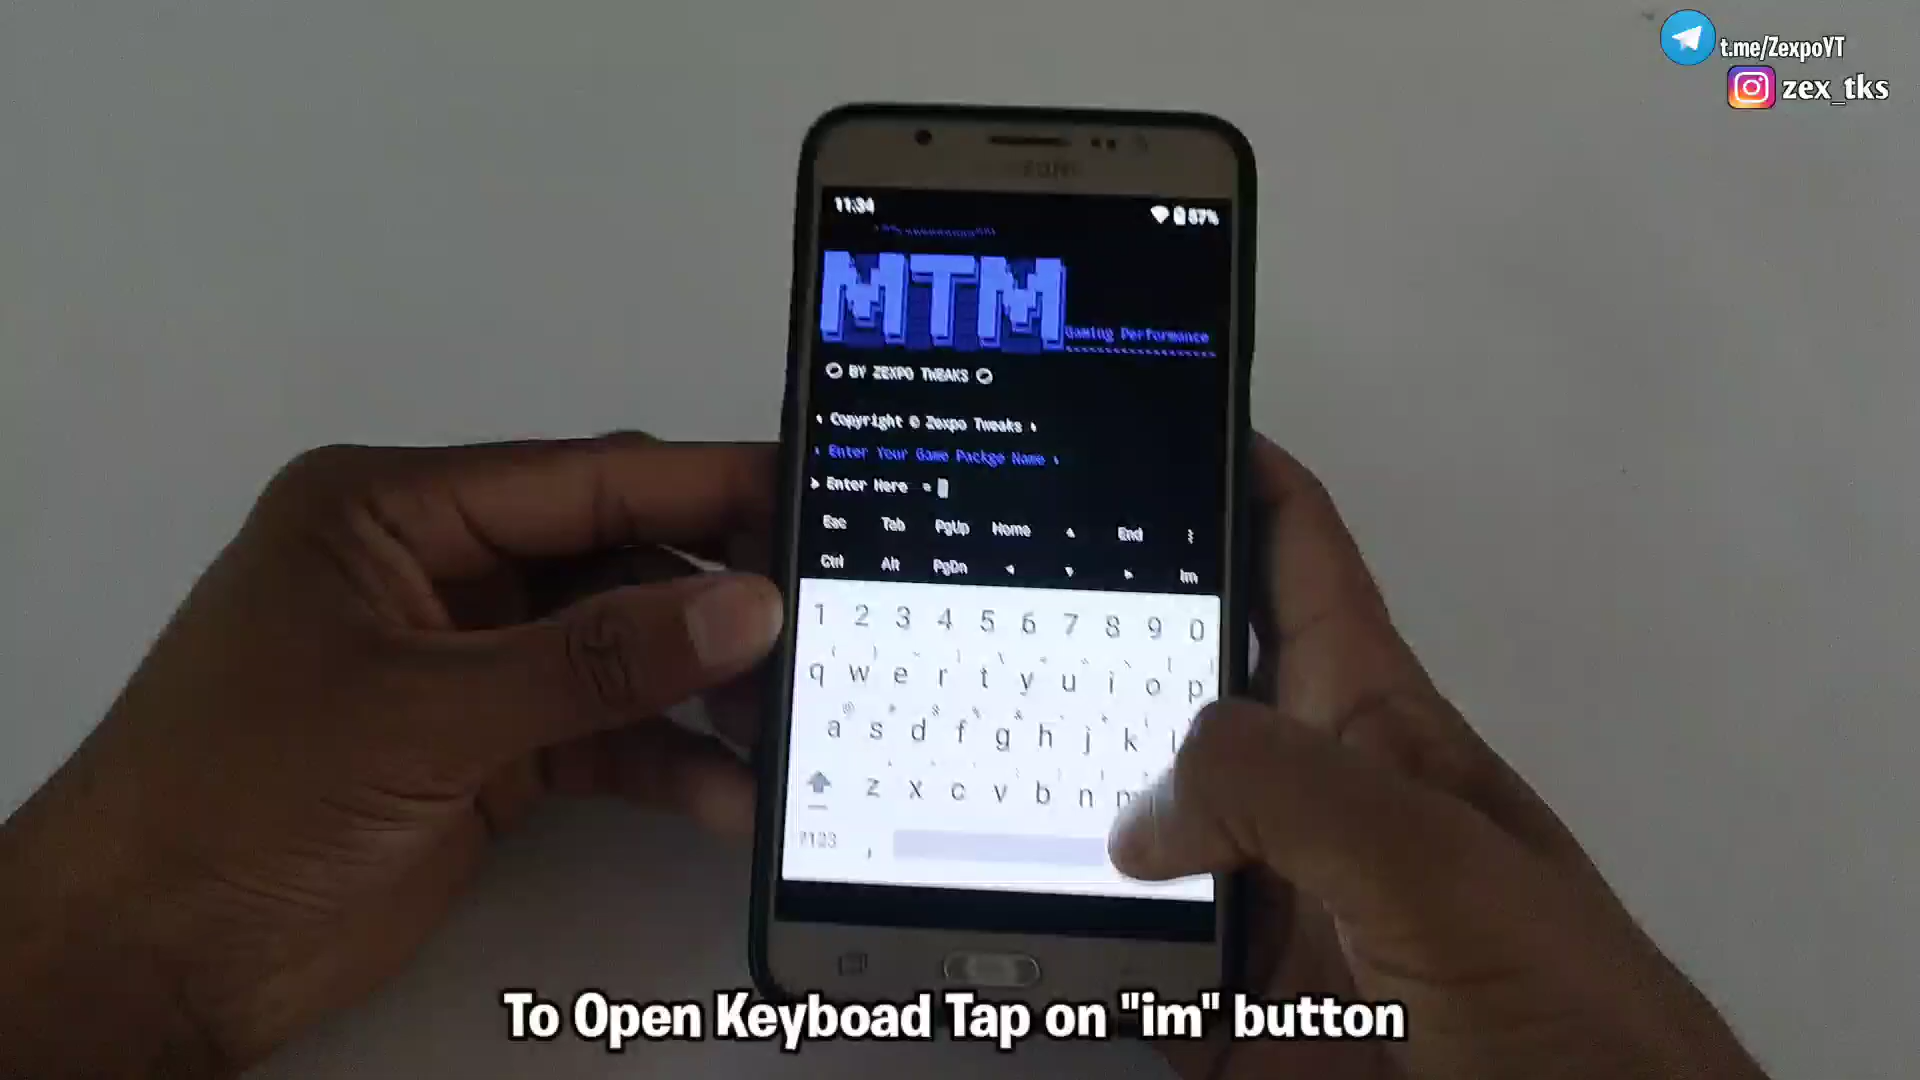 t.me/ZexpoYT
zex_tks
11:34
57%
MTM
Gaming Performance
BY ZEXPO TWEAKS
Copyright © Zexpo Tweaks
Enter Your Game Packge Name
Enter Here =
Esc Tab PgUp Home ▲ End
Ctrl Alt PgDn ◄ ▼ ► Im
1 2 3 4 5 6 7 8 9 0
q w e r t y u i o p
a s d f g h j k l
z x c v b n m
?123 ,
To Open Keyboad Tap on "im" button